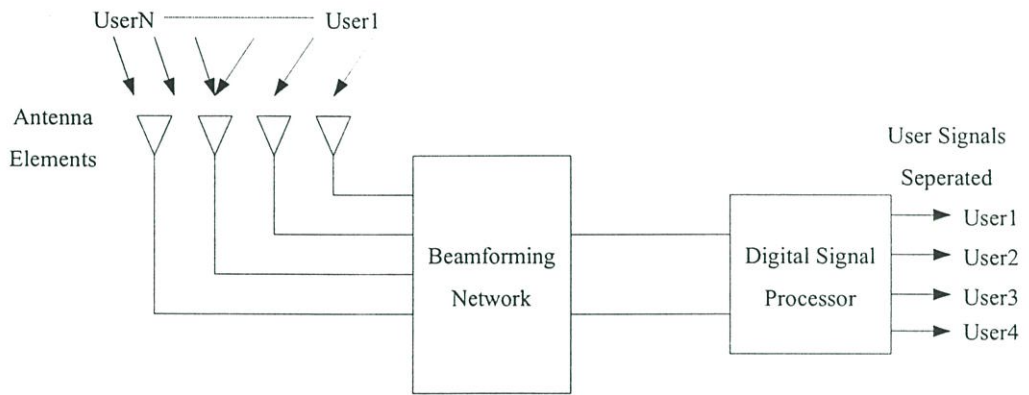 UserN
User1
Antenna
Elements
Beamforming
Network
Digital Signal
Processor
User Signals
Seperated
User1
User2
User3
User4